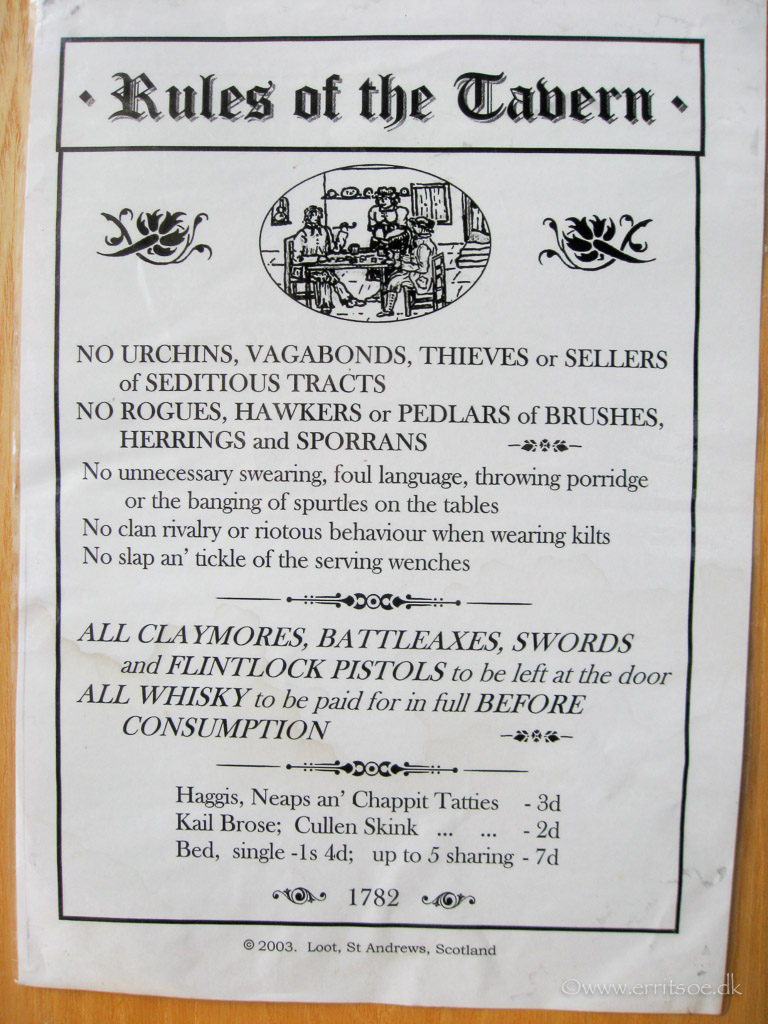 · Rules of the Tavern ·
NO URCHINS, VAGABONDS, THIEVES or SELLERS
of SEDITIOUS TRACTS
NO ROGUES, HAWKERS or PEDLARS of BRUSHES,
HERRINGS and SPORRANS
No unnecessary swearing, foul language, throwing porridge
or the banging of spurtles on the tables
No clan rivalry or riotous behaviour when wearing kilts
No slap an' tickle of the serving wenches
ALL CLAYMORES, BATTLEAXES, SWORDS
and FLINTLOCK PISTOLS to be left at the door
ALL WHISKY to be paid for in full BEFORE
CONSUMPTION
Haggis, Neaps an' Chappit Tatties - 3d
Kail Brose; Cullen Skink ... ... - 2d
Bed, single -1s 4d; up to 5 sharing - 7d
1782
© 2003. Loot, St Andrews, Scotland
©www.erritsoe.dk